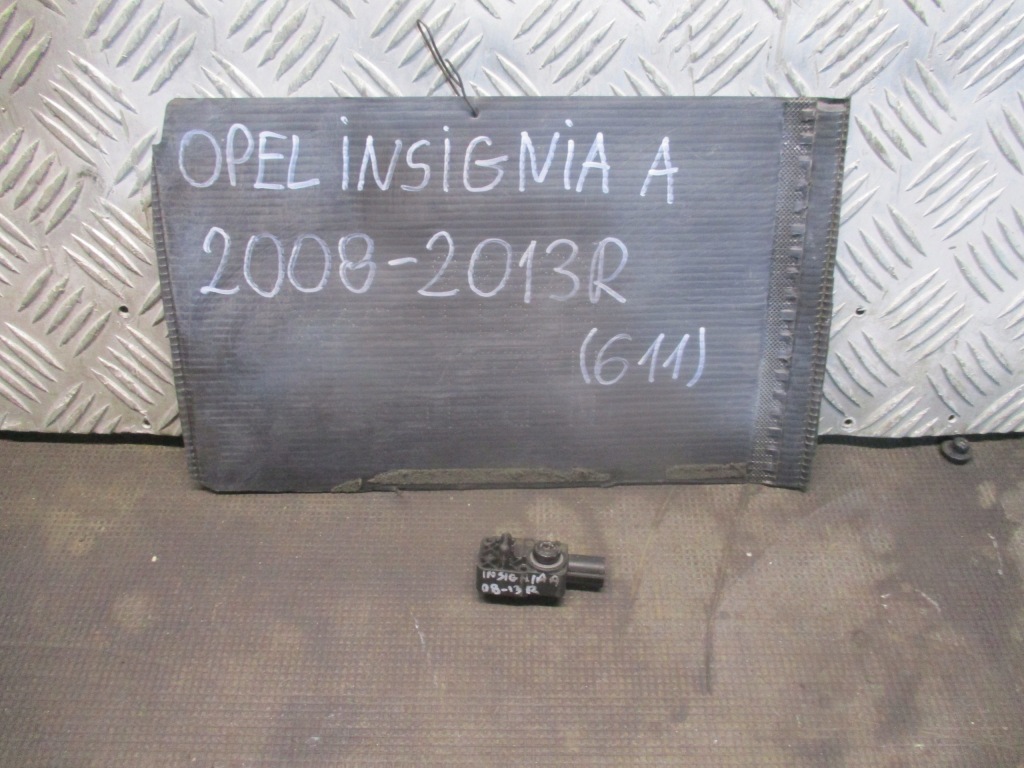 OPEL iNSiGNiA A
2008-2013R
(611)
iNSIGNIA A
08-13R